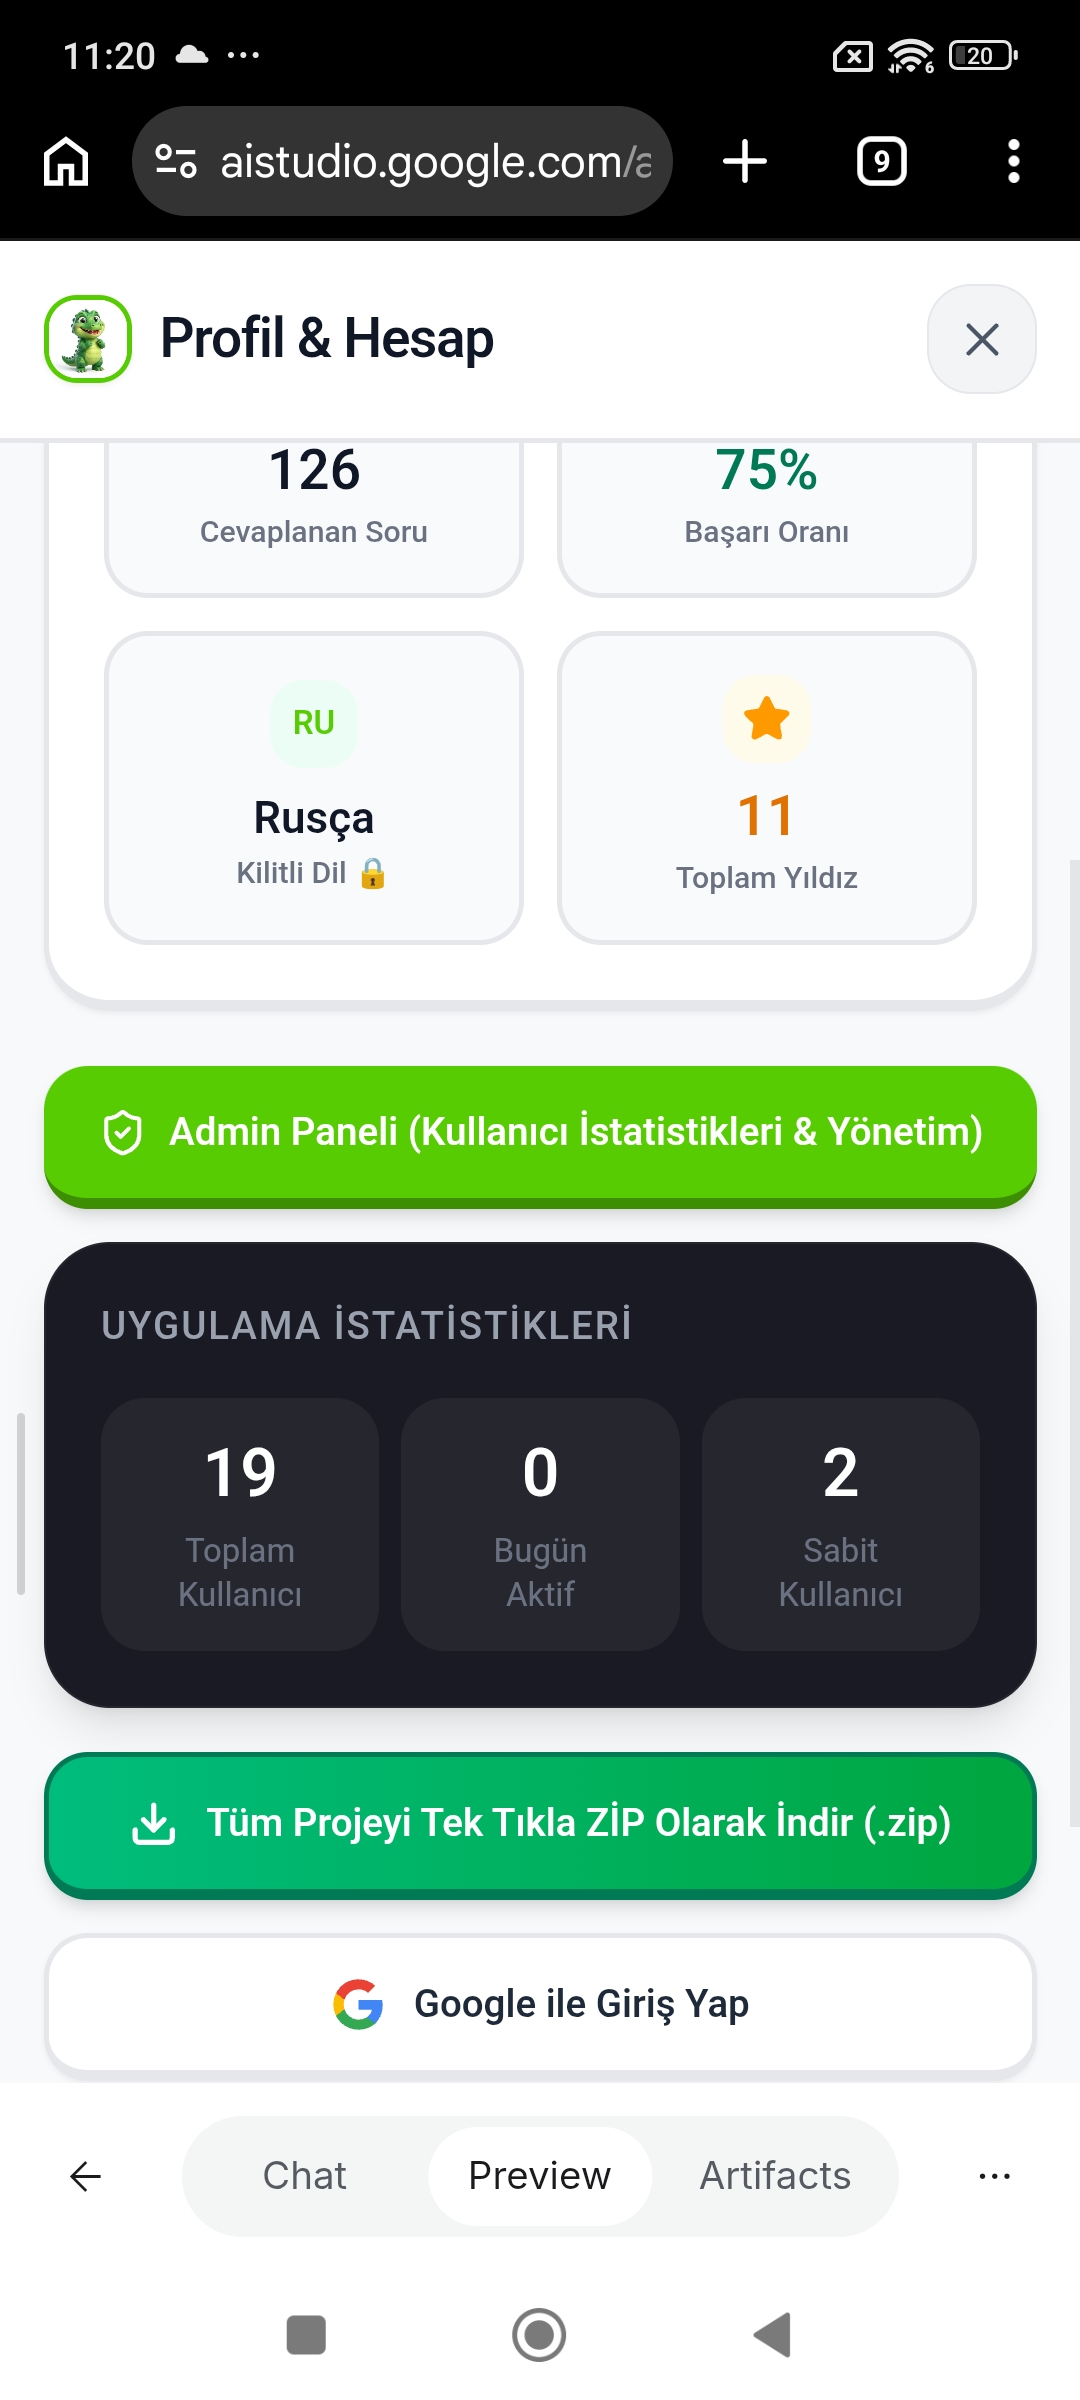 11:20
20
6
aistudio.google.com/a
9
Profil & Hesap
126
Cevaplanan Soru
75%
Başarı Oranı
RU
Rusça
Kilitli Dil 🔒
11
Toplam Yıldız
Admin Paneli (Kullanıcı İstatistikleri & Yönetim)
UYGULAMA İSTATİSTİKLERİ
19
Toplam
Kullanıcı
0
Bugün
Aktif
2
Sabit
Kullanıcı
Tüm Projeyi Tek Tıkla ZİP Olarak İndir (.zip)
Google ile Giriş Yap
Chat
Preview
Artifacts